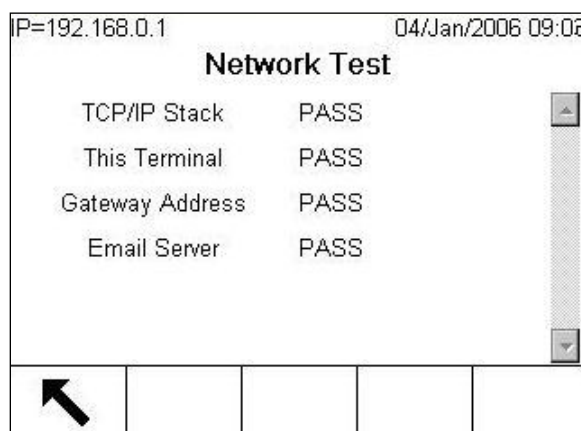 IP=192.168.0.1 04/Jan/2006 09:02
Network Test
TCP/IP Stack PASS
This Terminal PASS
Gateway Address PASS
Email Server PASS